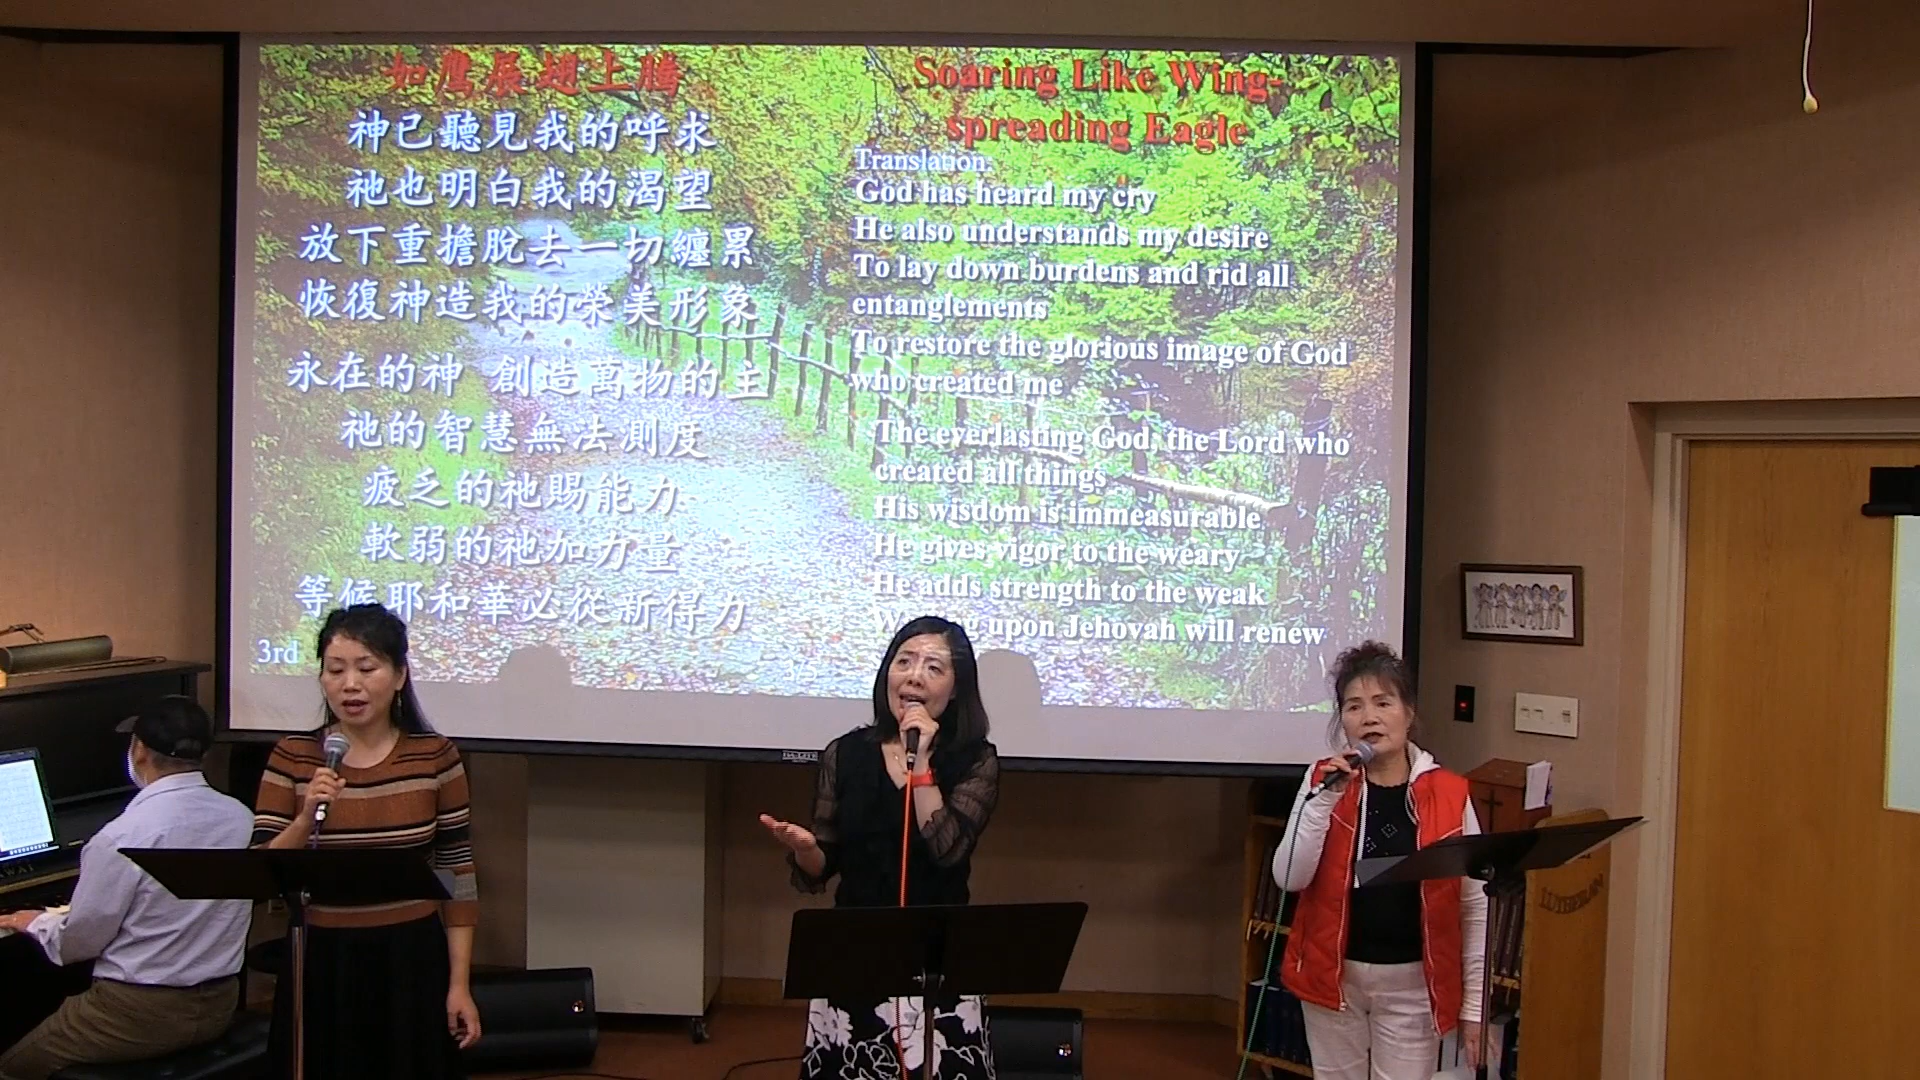 如鷹展翅上騰
神已聽見我的呼求
祂也明白我的渴望
放下重擔脫去一切纏累
恢復神造我的榮美形象
永在的神 創造萬物的主
祂的智慧無法測度
疲乏的祂賜能力
軟弱的祂加力量
等候耶和華必從新得力
3rd
Soaring Like Wing-
spreading Eagle
Translation:
God has heard my cry
He also understands my desire
To lay down burdens and rid all
entanglements
To restore the glorious image of God
who created me
The everlasting God, the Lord who
created all things
His wisdom is immeasurable
He gives vigor to the weary
He adds strength to the weak
upon Jehovah will renew